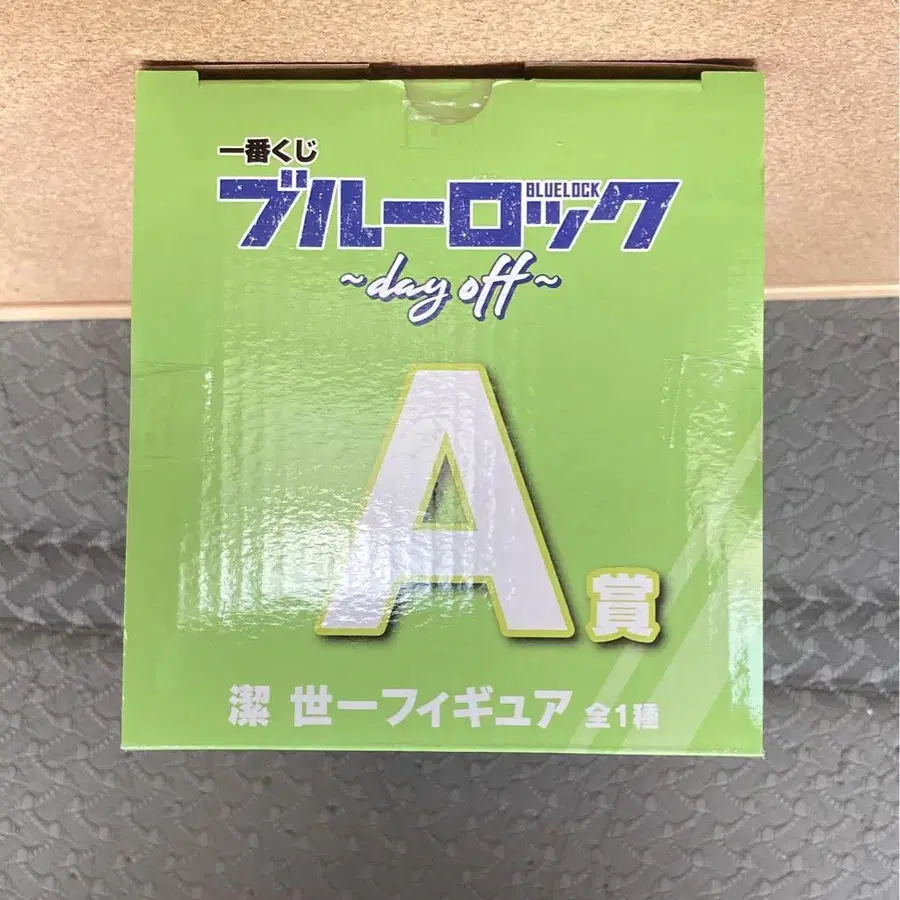 一番くじ
ブルーロック
BLUELOCK
~day off~
A賞
潔 世一フィギュア 全1種